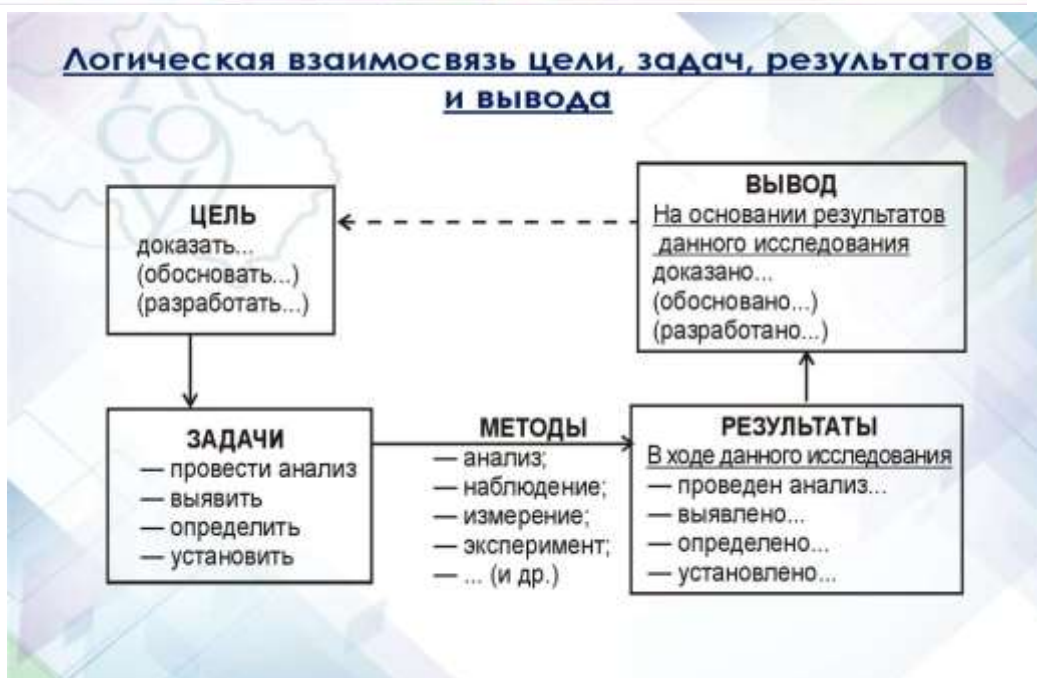 Логическая взаимосвязь цели, задач, результатов
и вывода
ЦЕЛЬ
доказать...
(обосновать...)
(разработать...)
ВЫВОД
На основании результатов
данного исследования
доказано...
(обосновано...)
(разработано...)
ЗАДАЧИ
— провести анализ
— выявить
— определить
— установить
МЕТОДЫ
— анализ;
— наблюдение;
— измерение;
— эксперимент;
— ... (и др.)
РЕЗУЛЬТАТЫ
В ходе данного исследования
— проведен анализ...
— выявлено...
— определено...
— установлено...